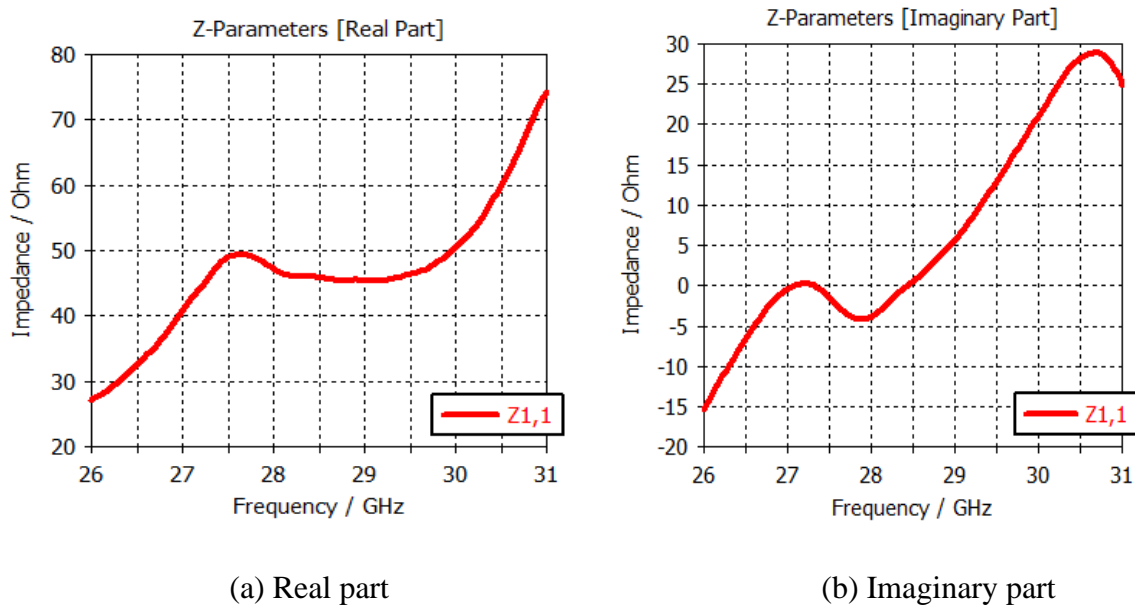 Z-Parameters [Real Part]
80
70
60
50
40
30
20
Impedance / Ohm
26 27 28 29 30 31
Frequency / GHz
Z1,1
(a) Real part
Z-Parameters [Imaginary Part]
30
25
20
15
10
5
0
-5
-10
-15
-20
Impedance / Ohm
26 27 28 29 30 31
Frequency / GHz
Z1,1
(b) Imaginary part